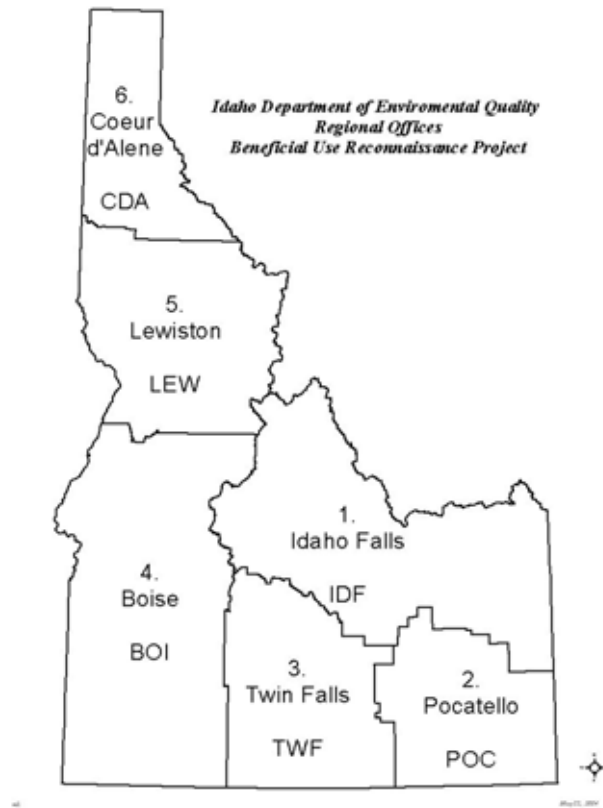 Idaho Department of Enviromental Quality
Regional Offices
Beneficial Use Reconnaissance Project
6.
Coeur
d'Alene
CDA
5.
Lewiston
LEW
1.
Idaho Falls
IDF
4.
Boise
BOI
3.
Twin Falls
TWF
2.
Pocatello
POC